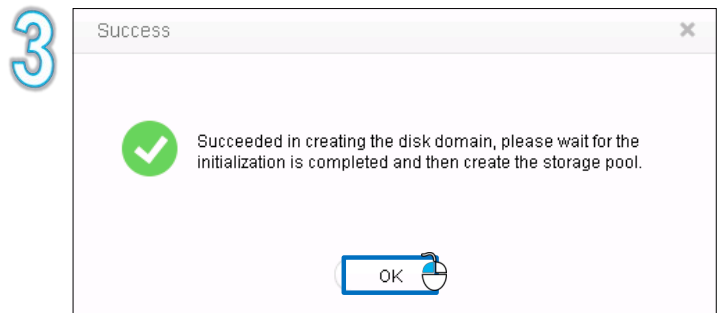 3
Success
Succeeded in creating the disk domain, please wait for the
initialization is completed and then create the storage pool.
OK